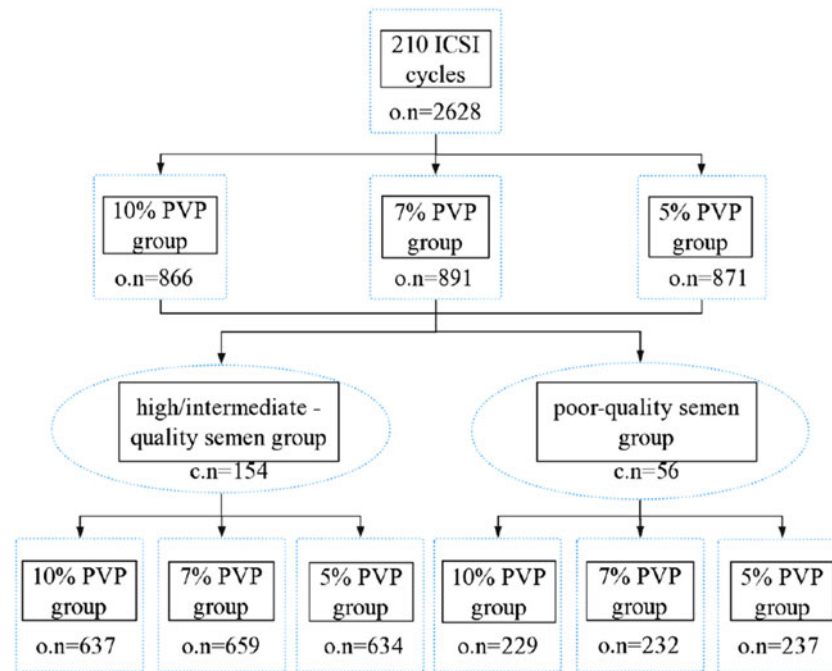 210 ICSI
cycles
o.n=2628
10% PVP
group
o.n=866
7% PVP
group
o.n=891
5% PVP
group
o.n=871
high/intermediate -
quality semen group
c.n=154
poor-quality semen
group
c.n=56
10% PVP
group
o.n=637
7% PVP
group
o.n=659
5% PVP
group
o.n=634
10% PVP
group
o.n=229
7% PVP
group
o.n=232
5% PVP
group
o.n=237